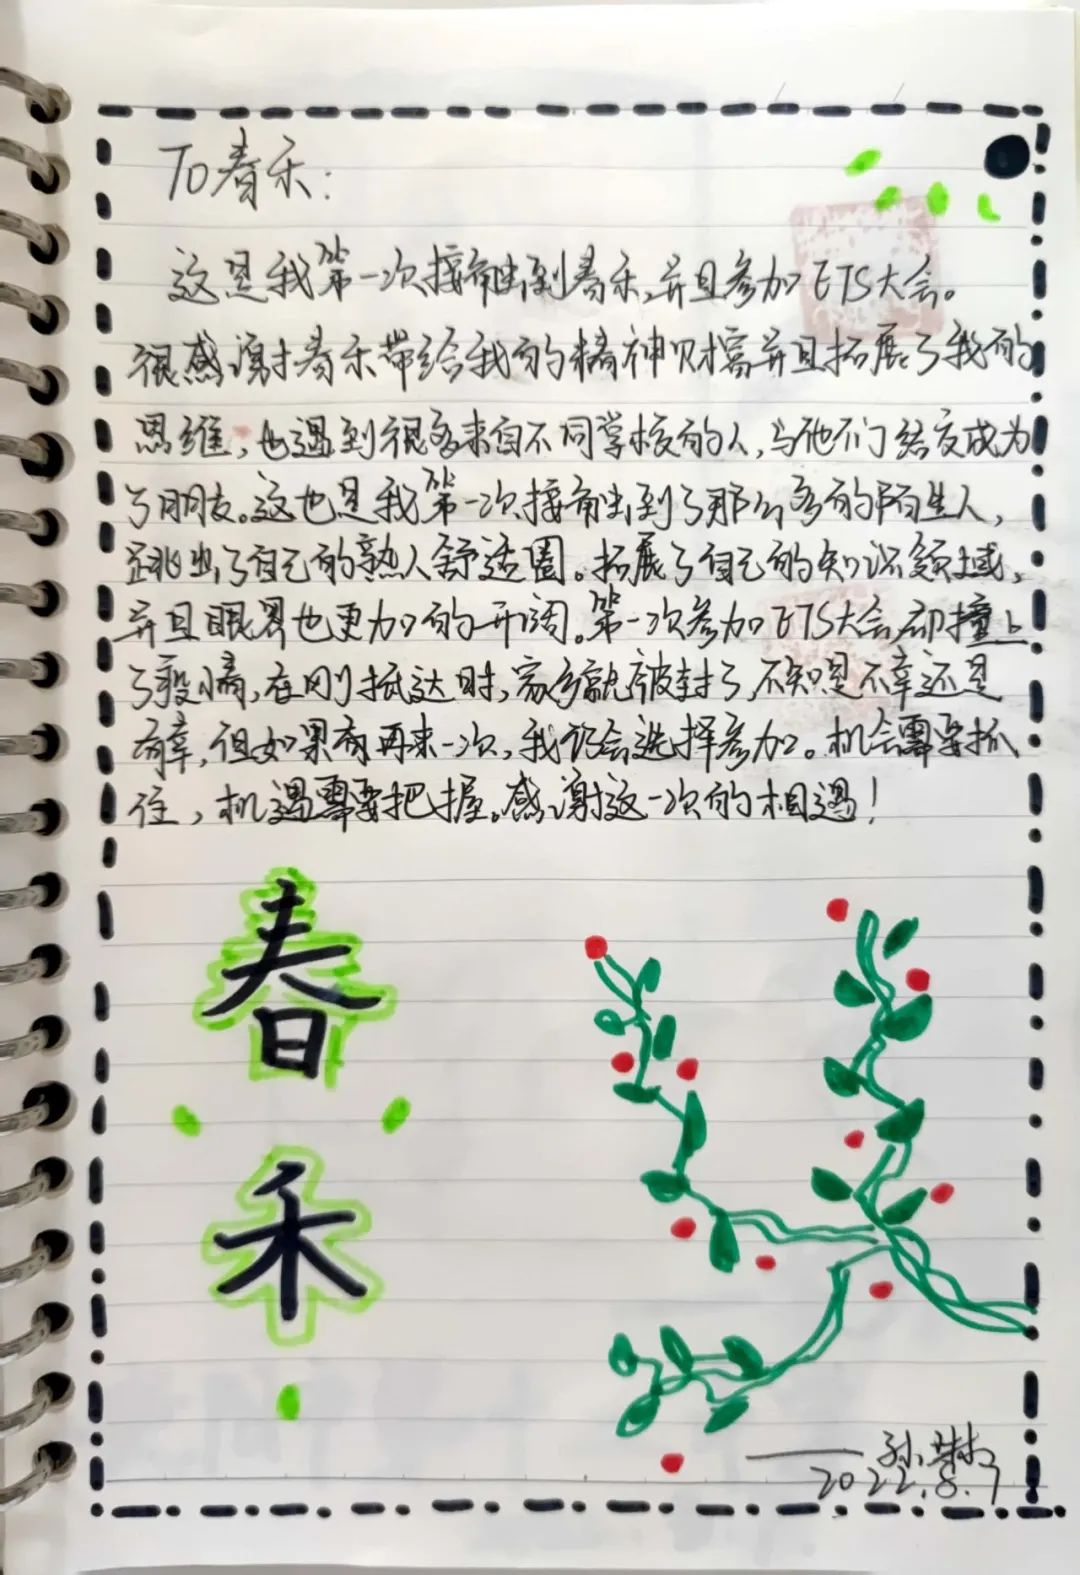 To春禾：
这是我第一次接触到春禾，并且参加ETS大会。
很感谢春禾带给我的精神财富并且拓展了我的
思维，也遇到很多来自不同学校的人，与他们结交成为
了朋友。这也是我第一次接触到了那么多的陌生人，
跳出了自己的熟人舒适圈。拓展了自己的知识领域，
并且眼界也更加的开阔。第一次参加ETS大会，却撞上
了疫情，在刚抵达时，家乡就被封了，不知是不幸还是
有幸，但如果有再来一次，我仍会选择参加。机会需要抓
住，机遇需要把握。感谢这一次的相遇！
春
禾
——孙
2022.8.7